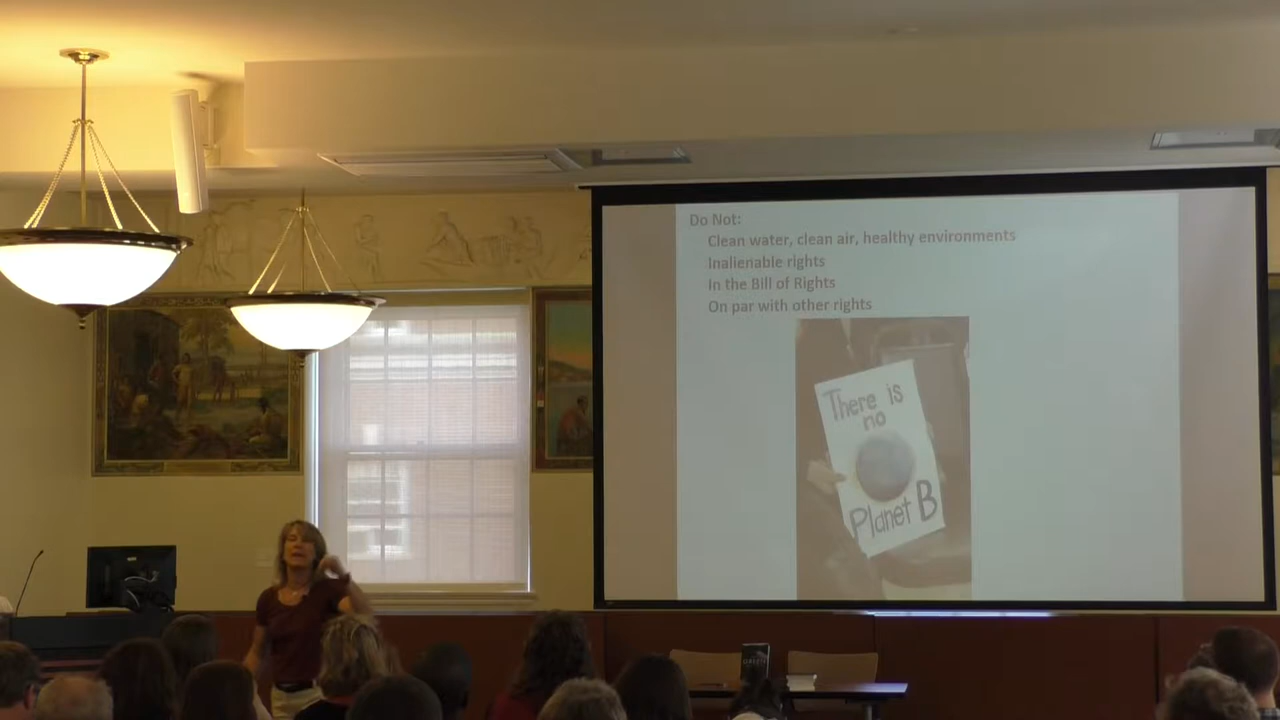 Do Not:
Clean water, clean air, healthy environments
Inalienable rights
In the Bill of Rights
On par with other rights
There is
no
Planet B